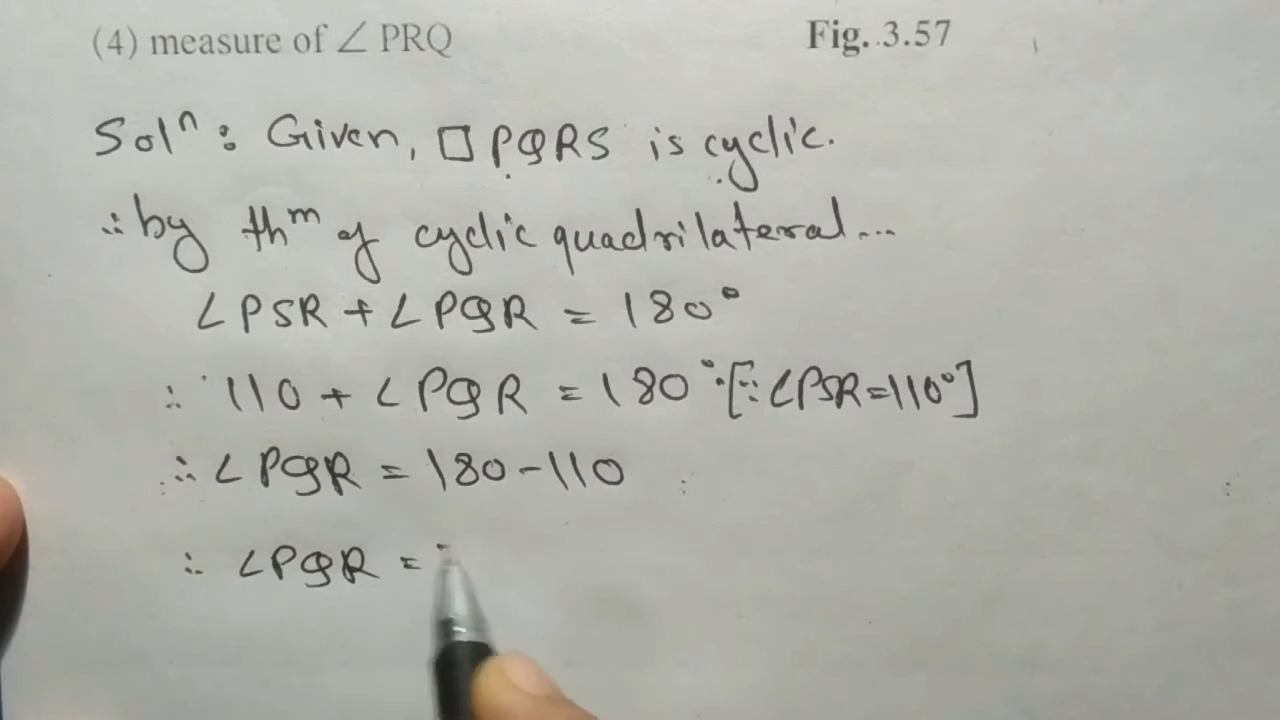 (4) measure of ∠ PRQ Fig. 3.57
Solⁿ : Given, □ PQRS is cyclic.
∴ by thᵐ of cyclic quadrilateral...
∠PSR + ∠PQR = 180°
∴ 110 + ∠PQR = 180° [∵ ∠PSR=110°]
∴ ∠PQR = 180-110
∴ ∠PQR =